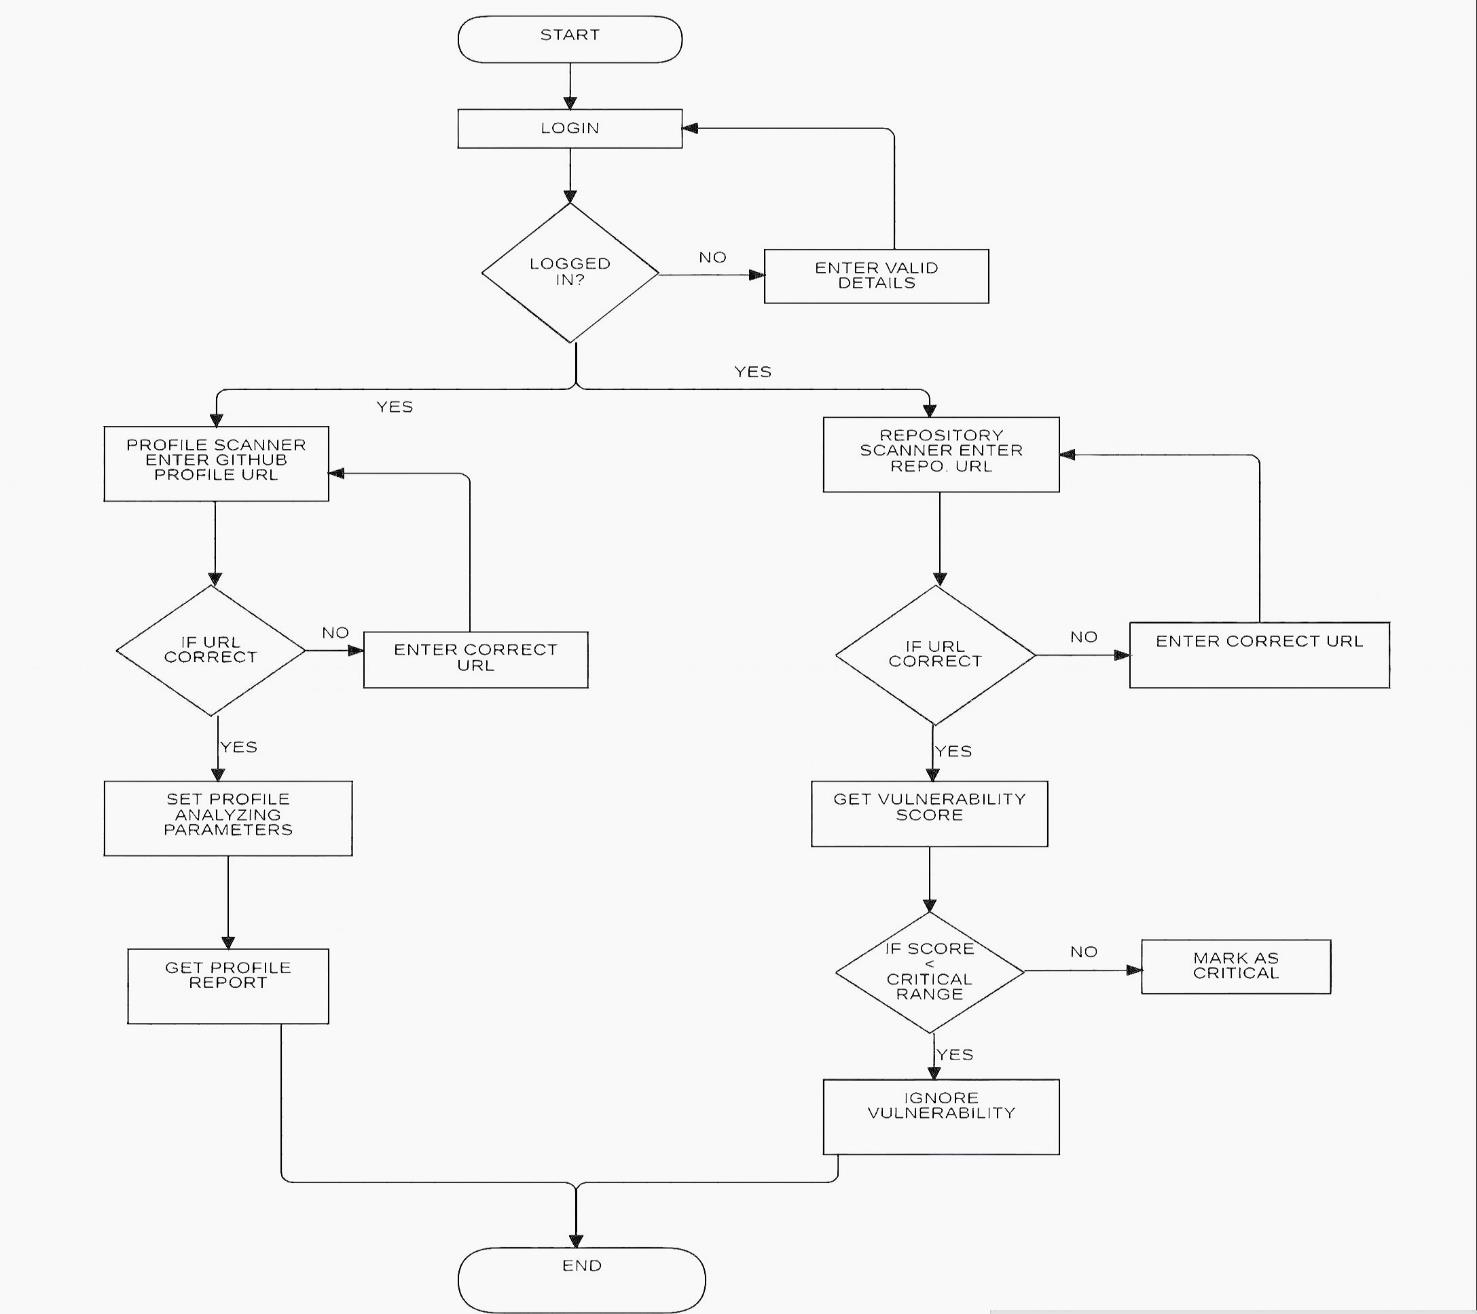 START
LOGIN
LOGGED
IN?
NO
ENTER VALID
DETAILS
YES
YES
PROFILE SCANNER
ENTER GITHUB
PROFILE URL
REPOSITORY
SCANNER ENTER
REPO. URL
IF URL
CORRECT
NO
ENTER CORRECT
URL
IF URL
CORRECT
NO
ENTER CORRECT URL
YES
YES
SET PROFILE
ANALYZING
PARAMETERS
GET VULNERABILITY
SCORE
GET PROFILE
REPORT
IF SCORE
<
CRITICAL
RANGE
NO
MARK AS
CRITICAL
YES
IGNORE
VULNERABILITY
END